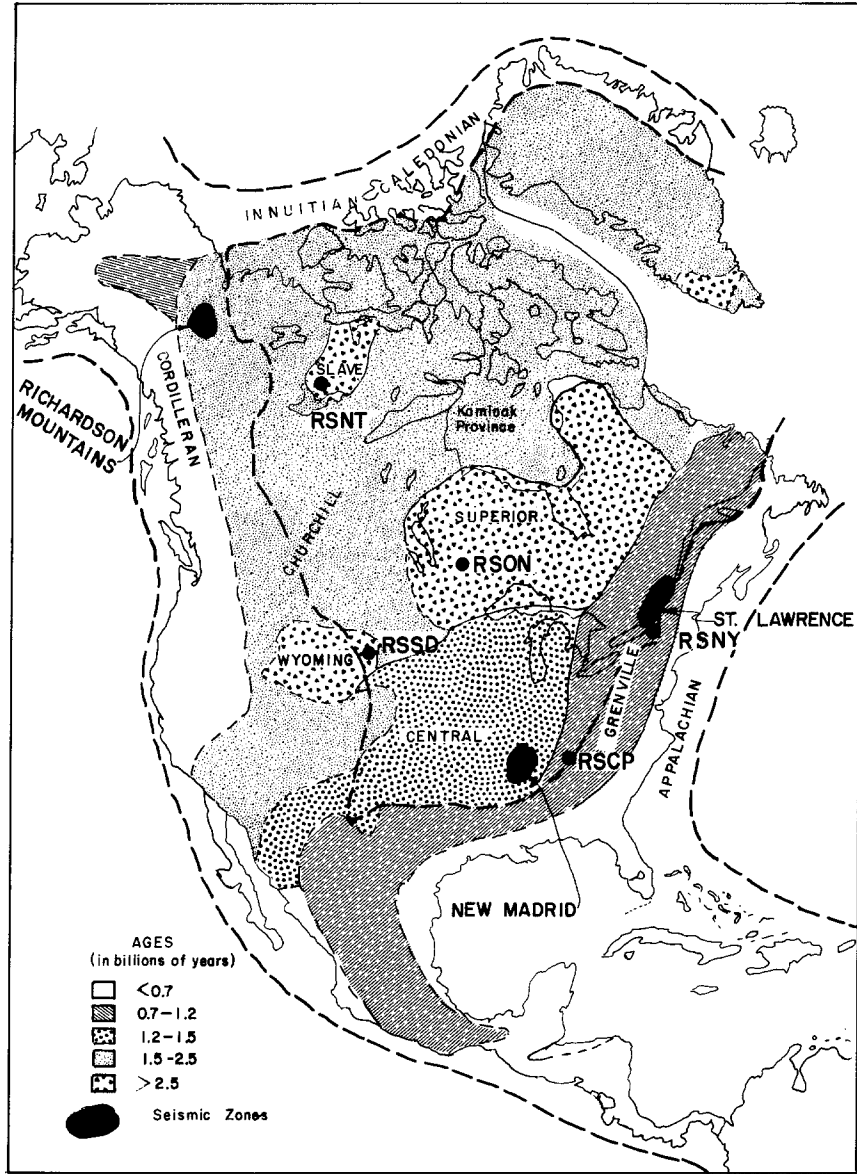 INNUITIAN
CALEDONIAN
CORDILLERAN
SLAVE
RSNT
RICHARDSON
MOUNTAINS
Kaminak
Province
CHURCHILL
SUPERIOR
RSON
ST. LAWRENCE
RSNY
WYOMING
RSSD
GRENVILLE
CENTRAL
APPALACHIAN
RSCP
NEW MADRID
AGES
(in billions of years)
<0.7
0.7-1.2
1.2-1.5
1.5-2.5
>2.5
Seismic Zones